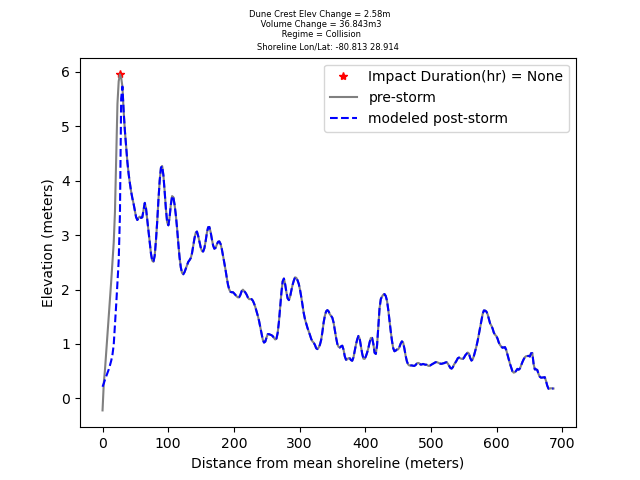 Dune Crest Elev Change = 2.58m
Volume Change = 36.843m3
Regime = Collision
Shoreline Lon/Lat: -80.813 28.914
Impact Duration(hr) = None
pre-storm
modeled post-storm
6
5
4
3
2
1
0
Elevation (meters)
0 100 200 300 400 500 600 700
Distance from mean shoreline (meters)